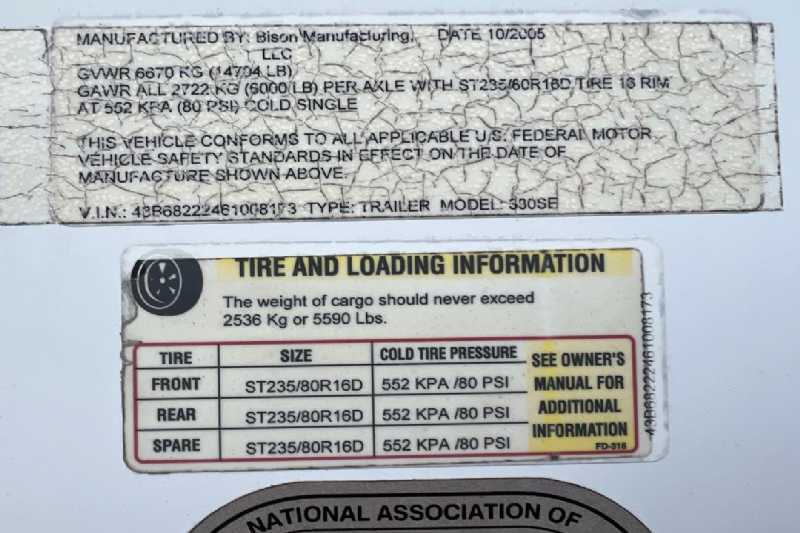 MANUFACTURED BY: Bison Manufacturing, DATE 10/2005
LLC
GVWR 6670 KG (14704 LB)
GAWR ALL 2722 KG (6000 LB) PER AXLE WITH ST235/80R16D TIRE 16 RIM
AT 552 KPA (80 PSI) COLD SINGLE
THIS VEHICLE CONFORMS TO ALL APPLICABLE U.S. FEDERAL MOTOR
VEHICLE SAFETY STANDARDS IN EFFECT ON THE DATE OF
MANUFACTURE SHOWN ABOVE.
V.I.N.: 43B68222461008173 TYPE: TRAILER MODEL: 330SE
TIRE AND LOADING INFORMATION
The weight of cargo should never exceed
2536 Kg or 5590 Lbs.
TIRE SIZE COLD TIRE PRESSURE
FRONT ST235/80R16D 552 KPA /80 PSI
REAR ST235/80R16D 552 KPA /80 PSI
SPARE ST235/80R16D 552 KPA /80 PSI
SEE OWNER'S
MANUAL FOR
ADDITIONAL
INFORMATION
FD-316
43B68222461008173
NATIONAL ASSOCIATION OF